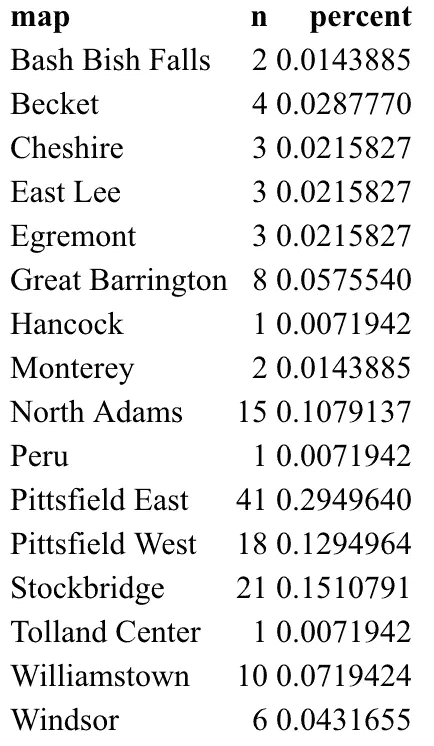 map n percent
Bash Bish Falls 2 0.0143885
Becket 4 0.0287770
Cheshire 3 0.0215827
East Lee 3 0.0215827
Egremont 3 0.0215827
Great Barrington 8 0.0575540
Hancock 1 0.0071942
Monterey 2 0.0143885
North Adams 15 0.1079137
Peru 1 0.0071942
Pittsfield East 41 0.2949640
Pittsfield West 18 0.1294964
Stockbridge 21 0.1510791
Tolland Center 1 0.0071942
Williamstown 10 0.0719424
Windsor 6 0.0431655